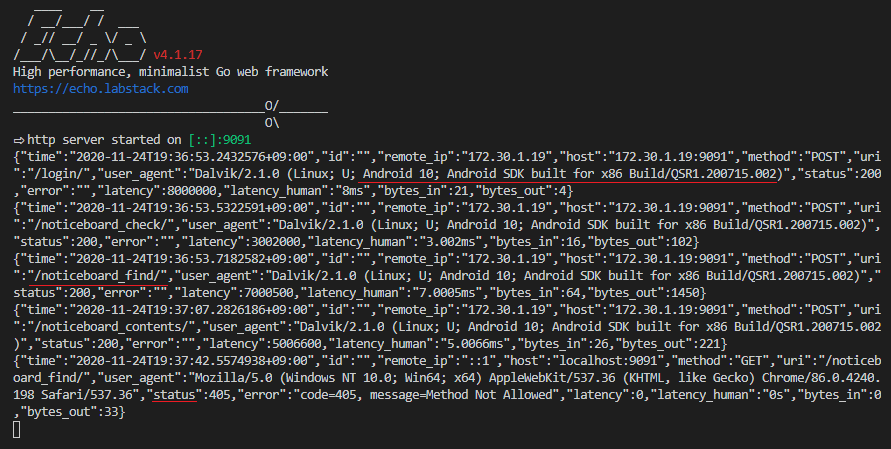 ____    __
  / __/___/ /  ___
 / _// __/ _ \/ _ \
/___/\__/_//_/\___/ v4.1.17
High performance, minimalist Go web framework
https://echo.labstack.com
____________________________________O/_______
                                    O\
⇨ http server started on [::]:9091
{"time":"2020-11-24T19:36:53.2432576+09:00","id":"","remote_ip":"172.30.1.19","host":"172.30.1.19:9091","method":"POST","uri
":"/login/","user_agent":"Dalvik/2.1.0 (Linux; U; Android 10; Android SDK built for x86 Build/QSR1.200715.002)","status":200
,"error":"","latency":8000000,"latency_human":"8ms","bytes_in":21,"bytes_out":4}
{"time":"2020-11-24T19:36:53.5322591+09:00","id":"","remote_ip":"172.30.1.19","host":"172.30.1.19:9091","method":"POST","uri
":"/noticeboard_check/","user_agent":"Dalvik/2.1.0 (Linux; U; Android 10; Android SDK built for x86 Build/QSR1.200715.002)",
"status":200,"error":"","latency":3002000,"latency_human":"3.002ms","bytes_in":16,"bytes_out":102}
{"time":"2020-11-24T19:36:53.7182582+09:00","id":"","remote_ip":"172.30.1.19","host":"172.30.1.19:9091","method":"POST","uri
":"/noticeboard_find/","user_agent":"Dalvik/2.1.0 (Linux; U; Android 10; Android SDK built for x86 Build/QSR1.200715.002)","
status":200,"error":"","latency":7000500,"latency_human":"7.0005ms","bytes_in":64,"bytes_out":1450}
{"time":"2020-11-24T19:37:07.2826186+09:00","id":"","remote_ip":"172.30.1.19","host":"172.30.1.19:9091","method":"POST","uri
":"/noticeboard_contents/","user_agent":"Dalvik/2.1.0 (Linux; U; Android 10; Android SDK built for x86 Build/QSR1.200715.002
)","status":200,"error":"","latency":5006600,"latency_human":"5.0066ms","bytes_in":26,"bytes_out":221}
{"time":"2020-11-24T19:37:42.5574938+09:00","id":"","remote_ip":"::1","host":"localhost:9091","method":"GET","uri":"/noticeb
oard_find/","user_agent":"Mozilla/5.0 (Windows NT 10.0; Win64; x64) AppleWebKit/537.36 (KHTML, like Gecko) Chrome/86.0.4240.
198 Safari/537.36","status":405,"error":"code=405, message=Method Not Allowed","latency":0,"latency_human":"0s","bytes_in":0
,"bytes_out":33}